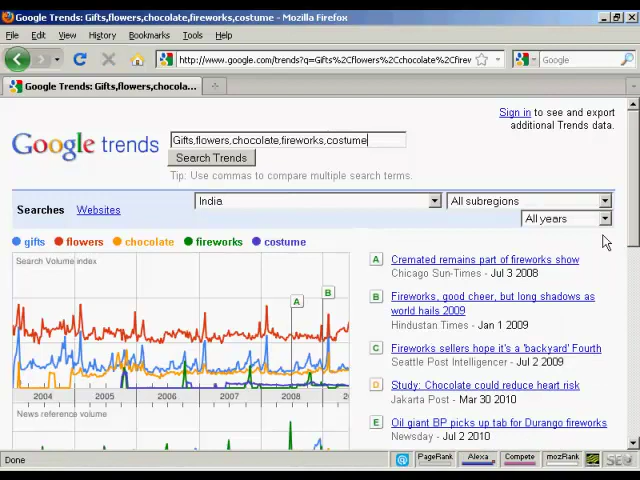 Google Trends: Gifts,flowers,chocolate,fireworks,costume - Mozilla Firefox
File Edit View History Bookmarks Tools Help
http://www.google.com/trends?q=Gifts%2Cflowers%2Cchocolate%2Cfirev
Google
Google Trends: Gifts,flowers,chocola...
Sign in to see and export
additional Trends data.
Google trends
Gifts,flowers,chocolate,fireworks,costume
Search Trends
Tip: Use commas to compare multiple search terms.
Searches Websites
India
All subregions
All years
gifts flowers chocolate fireworks costume
Search Volume index
A
B
2004 2005 2006 2007 2008 2
News reference volume
A Cremated remains part of fireworks show
Chicago Sun-Times - Jul 3 2008
B Fireworks, good cheer, but long shadows as
world hails 2009
Hindustan Times - Jan 1 2009
C Fireworks sellers hope it's a 'backyard' Fourth
Seattle Post Intelligencer - Jul 2 2009
D Study: Chocolate could reduce heart risk
Jakarta Post - Mar 30 2010
E Oil giant BP picks up tab for Durango fireworks
Newsday - Jul 2 2010
Done
PageRank Alexa Compete mozRank